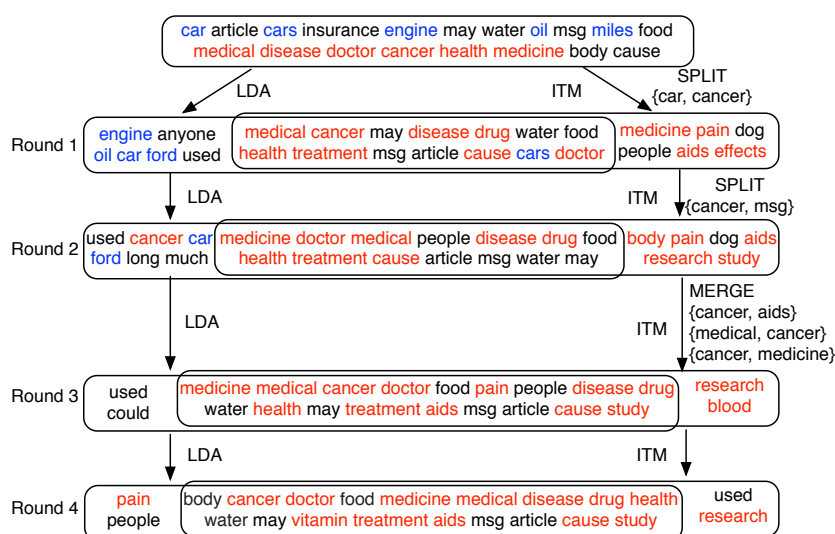 car article cars insurance engine may water oil msg miles food
medical disease doctor cancer health medicine body cause
LDA
ITM
SPLIT
{car, cancer}
Round 1
engine anyone
oil car ford used
medical cancer may disease drug water food
health treatment msg article cause cars doctor
medicine pain dog
people aids effects
LDA
ITM
SPLIT
{cancer, msg}
Round 2
used cancer car
ford long much
medicine doctor medical people disease drug food
health treatment cause article msg water may
body pain dog aids
research study
LDA
ITM
MERGE
{cancer, aids}
{medical, cancer}
{cancer, medicine}
Round 3
used
could
medicine medical cancer doctor food pain people disease drug
water health may treatment aids msg article cause study
research
blood
LDA
ITM
Round 4
pain
people
body cancer doctor food medicine medical disease drug health
water may vitamin treatment aids msg article cause study
used
research